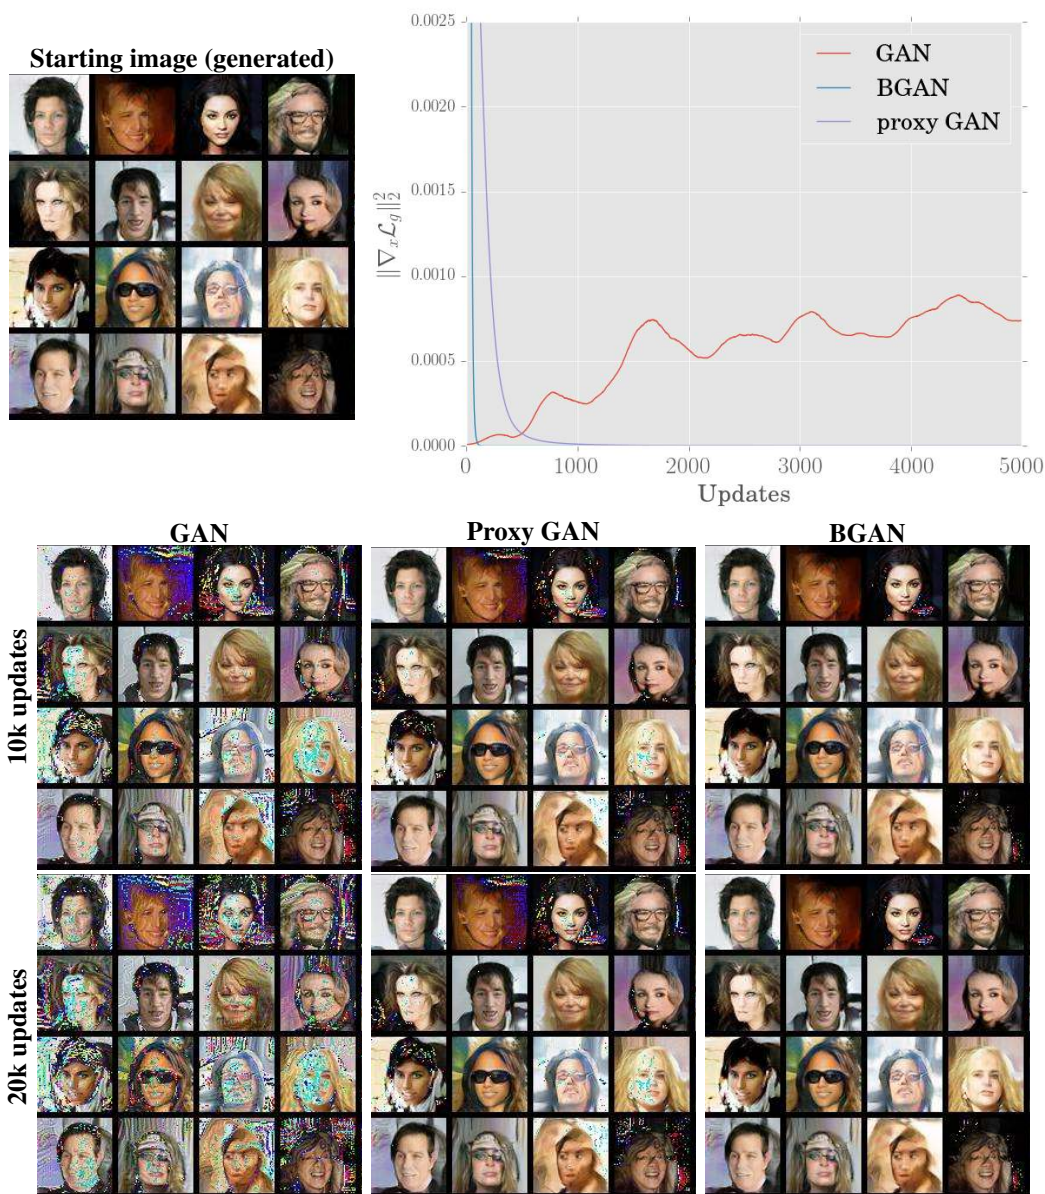 Starting image (generated)
0.0025
0.0020
0.0015
0.0010
0.0005
0.0000
||∇ₓℒ_g||²₂
GAN
BGAN
proxy GAN
0 1000 2000 3000 4000 5000
Updates
GAN Proxy GAN BGAN
10k updates
20k updates